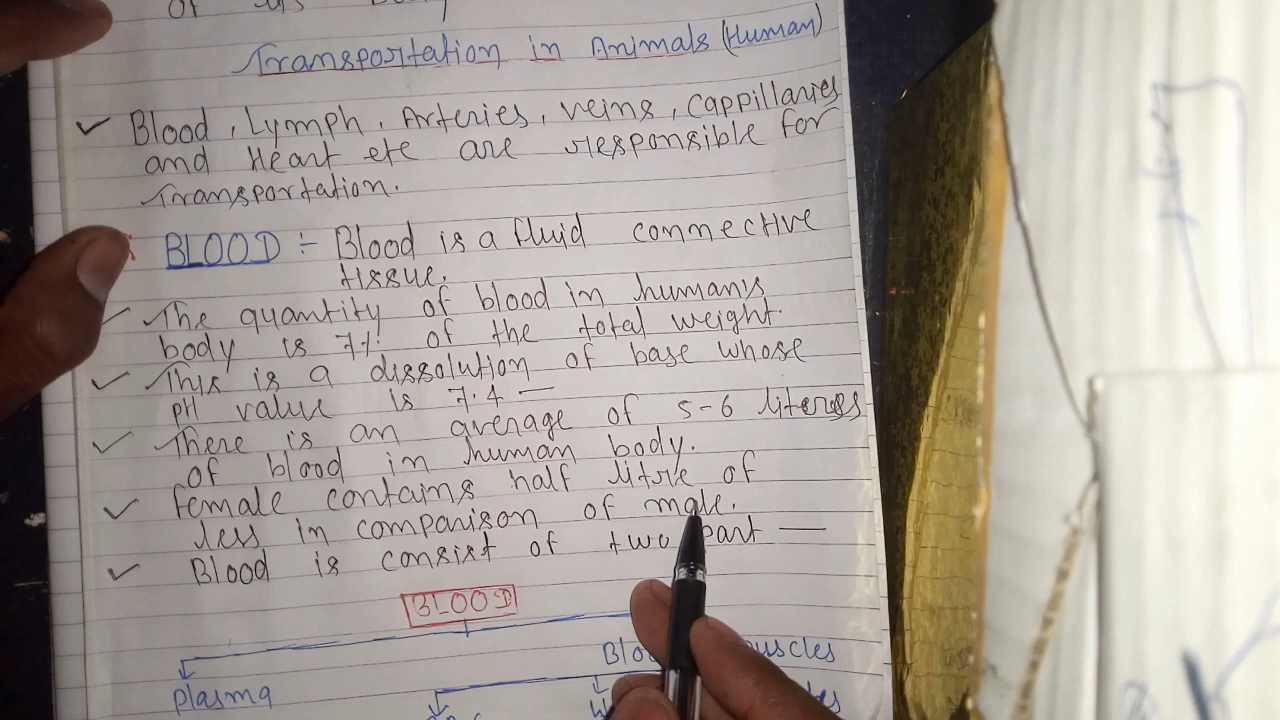 of
Transportation in Animals (Human)
Blood, Lymph, Arteries, veins, cappillaries
and Heart etc are responsible for
Transportation.
BLOOD :- Blood is a fluid connective
tissue.
The quantity of blood in human's
body is 7% of the total weight.
This is a dissolution of base whose
pH value is 7.4 —
There is an average of 5-6 literes
of blood in human body.
female contains half litre of
less in comparison of male.
Blood is consist of two part —
BLOOD
Plasma